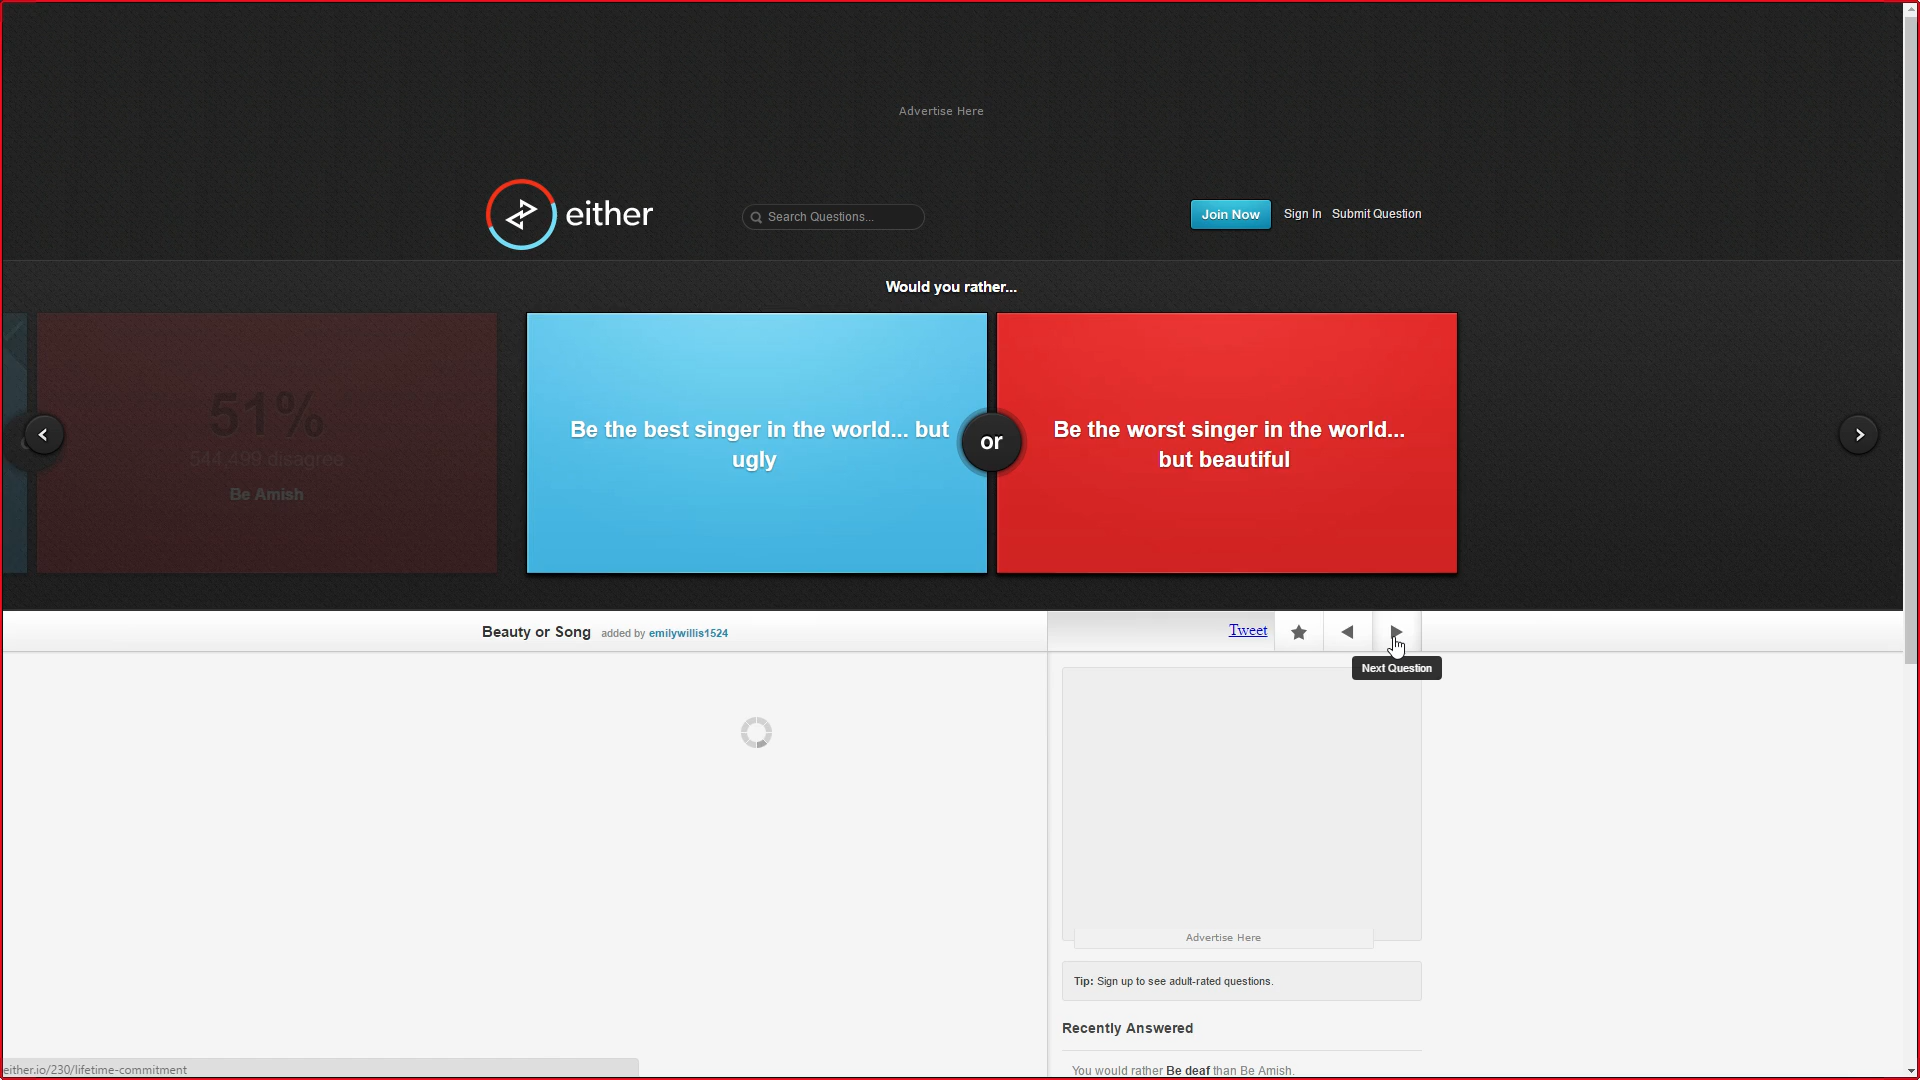 Advertise Here
either
Search Questions...
Join Now
Sign In
Submit Question
Would you rather...
51%
544,499 disagree
Be Amish
Be the best singer in the world... but
ugly
or
Be the worst singer in the world...
but beautiful
Beauty or Song added by emilywillis1524
Tweet
Next Question
Advertise Here
Tip: Sign up to see adult-rated questions.
Recently Answered
You would rather Be deaf than Be Amish.
either.io/230/lifetime-commitment